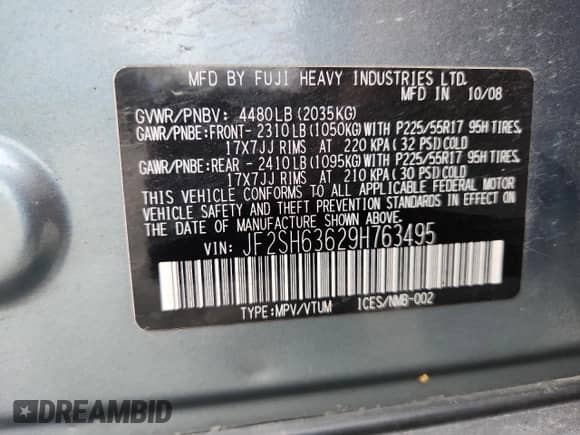 MFD BY FUJI HEAVY INDUSTRIES LTD.
MFD IN 10/08
GVWR/PNBV: 4480LB(2035KG)
GAWR/PNBE:FRONT- 2310LB(1050KG)WITH P225/55R17 95H TIRES,
17X7JJ RIMS AT 220 KPA( 32 PSI)COLD
GAWR/PNBE:REAR - 2410LB(1095KG)WITH P225/55R17 95H TIRES,
17X7JJ RIMS AT 210 KPA( 30 PSI)COLD
THIS VEHICLE CONFORMS TO ALL APPLICABLE FEDERAL MOTOR
VEHICLE SAFETY AND THEFT PREVENTION STANDARDS IN EFFECT ON
THE DATE OF MANUFACTURE SHOWN ABOVE.
VIN: JF2SH63629H763495
TYPE:MPV/VTUM ICES/NMB-002
DREAMBID